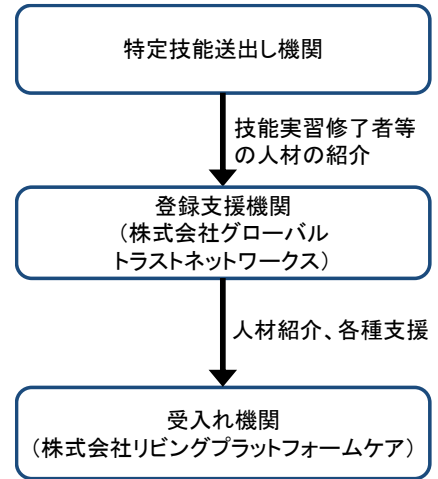 特定技能送出し機関
技能実習修了者等
の人材の紹介
登録支援機関
（株式会社グローバル
トラストネットワークス）
人材紹介、各種支援
受入れ機関
（株式会社リビングプラットフォームケア）